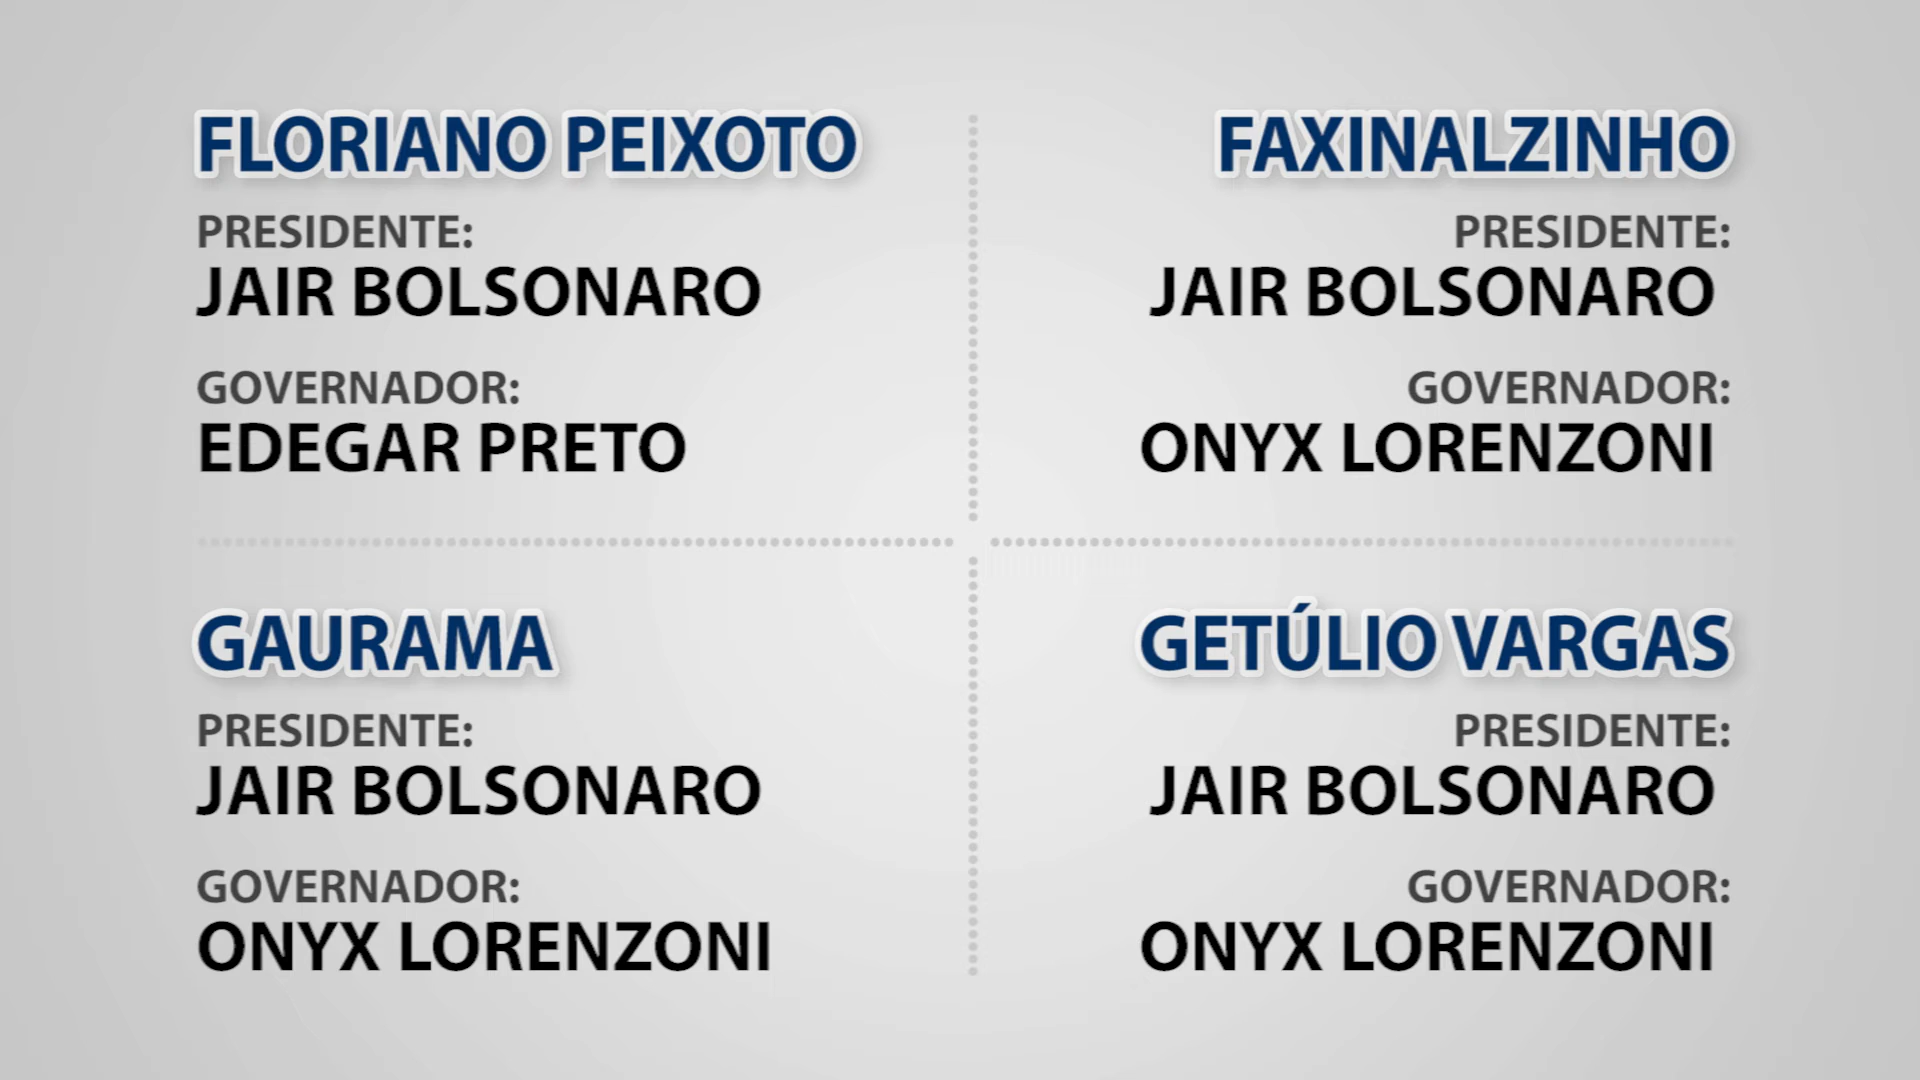 FLORIANO PEIXOTO
PRESIDENTE:
JAIR BOLSONARO
GOVERNADOR:
EDEGAR PRETO
FAXINALZINHO
PRESIDENTE:
JAIR BOLSONARO
GOVERNADOR:
ONYX LORENZONI
GAURAMA
PRESIDENTE:
JAIR BOLSONARO
GOVERNADOR:
ONYX LORENZONI
GETÚLIO VARGAS
PRESIDENTE:
JAIR BOLSONARO
GOVERNADOR:
ONYX LORENZONI